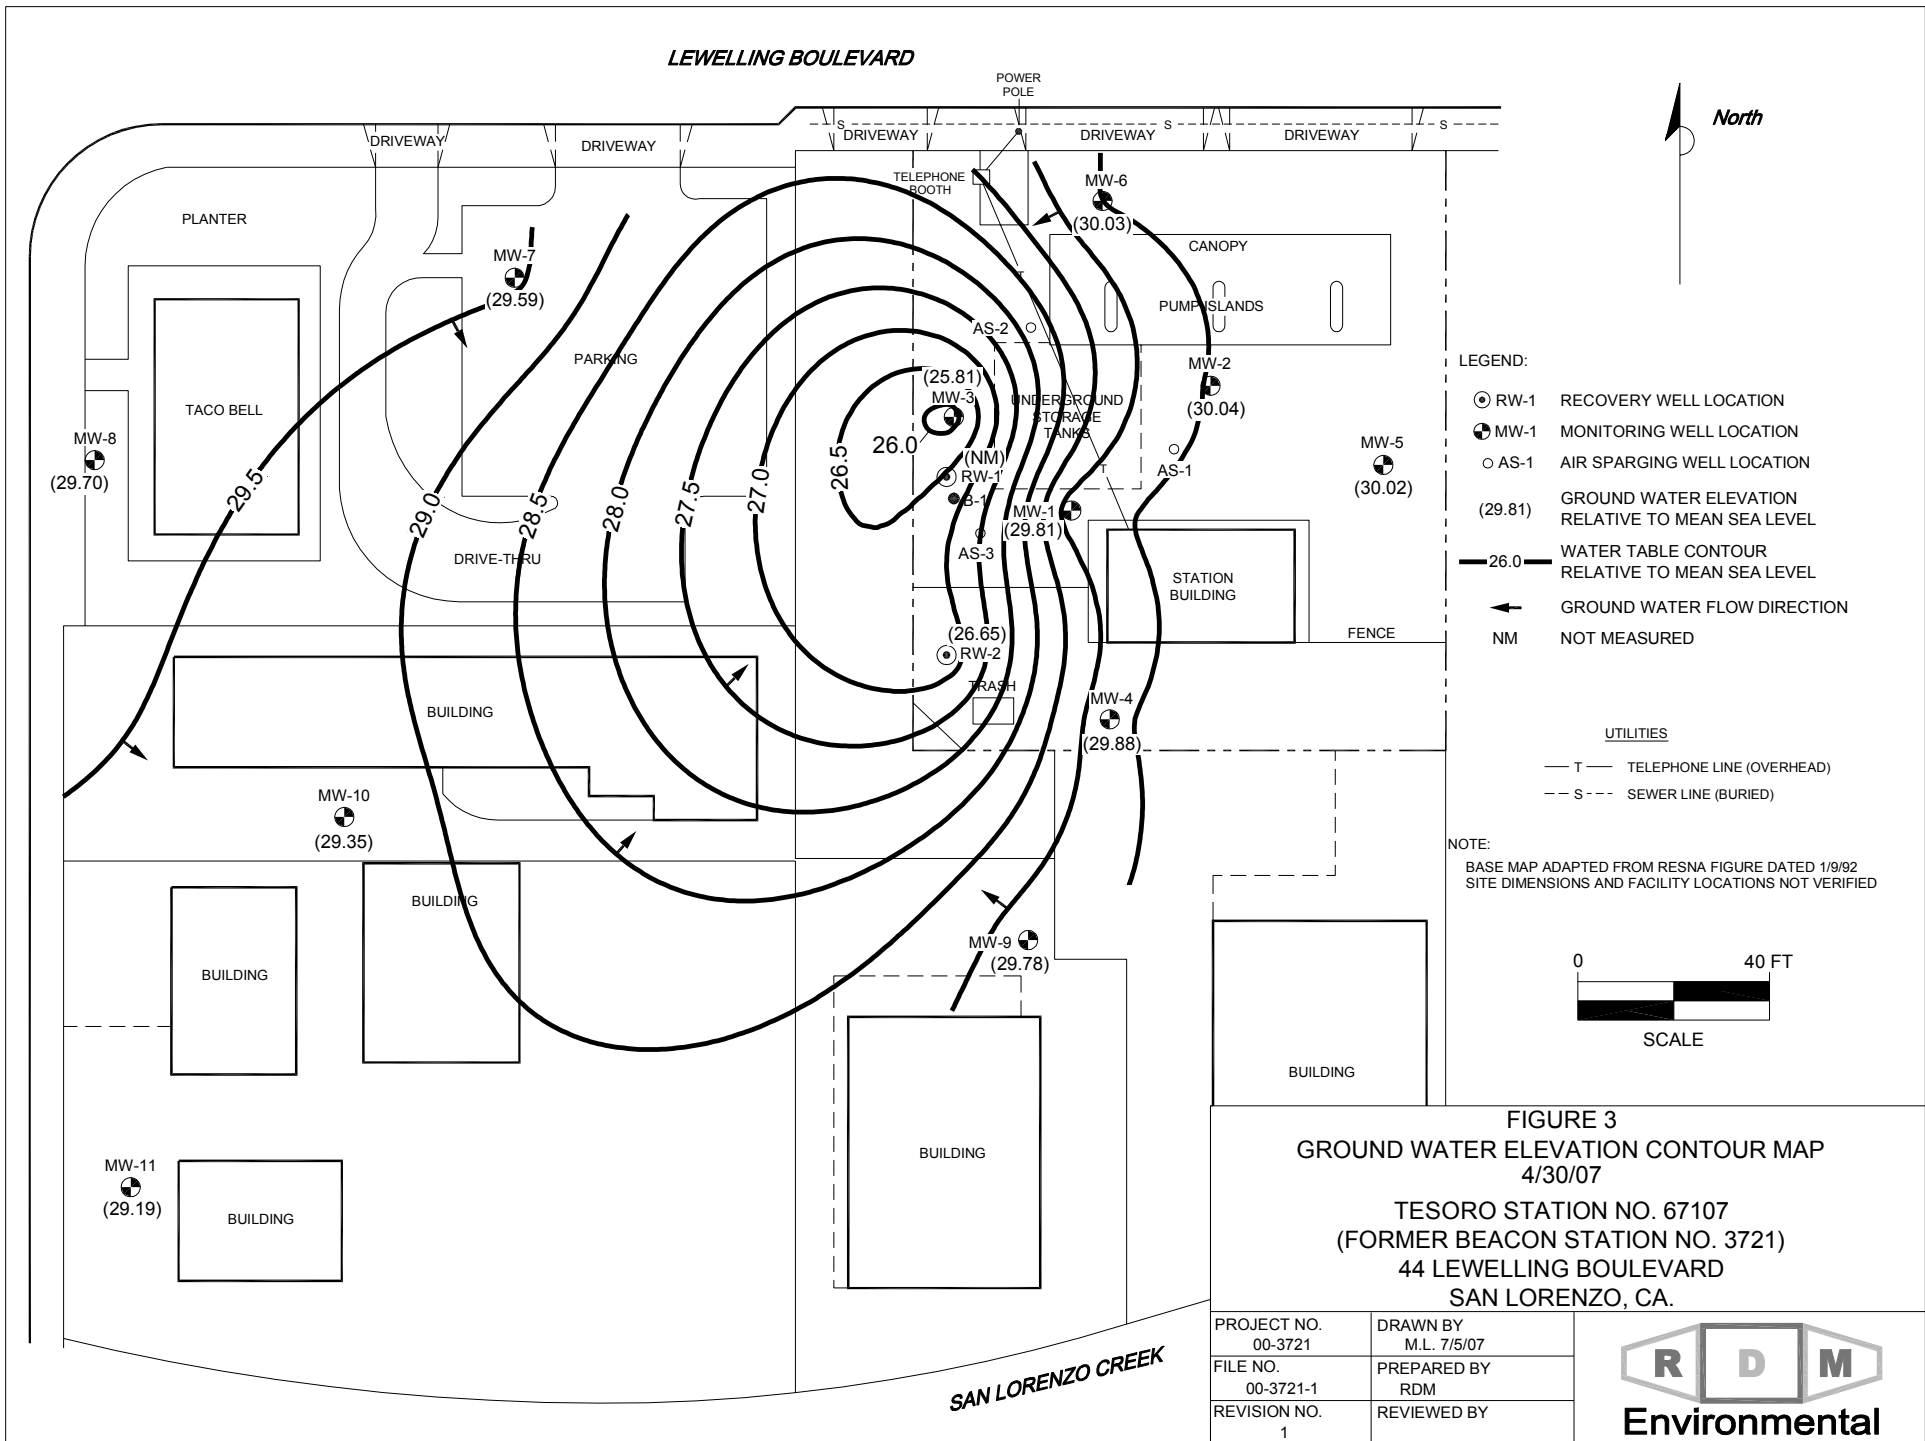 LEWELLING BOULEVARD
POWER
POLE
North
S
S
S
DRIVEWAY
DRIVEWAY
DRIVEWAY
DRIVEWAY
DRIVEWAY
TELEPHONE
BOOTH
MW-6
(30.03)
PLANTER
CANOPY
MW-7
(29.59)
T
PUMP ISLANDS
AS-2
PARKING
MW-2
(30.04)
TACO BELL
(25.81)
MW-3
UNDERGROUND
STORAGE
TANKS
MW-8
(29.70)
26.0
MW-5
(30.02)
(NM)
T
AS-1
RW-1
B-1
29.5
29.0
28.5
28.0
27.5
27.0
26.5
MW-1
(29.81)
DRIVE-THRU
AS-3
STATION
BUILDING
(26.65)
RW-2
FENCE
TRASH
MW-4
(29.88)
BUILDING
MW-10
(29.35)
BUILDING
BUILDING
MW-9
(29.78)
BUILDING
BUILDING
MW-11
(29.19)
BUILDING
SAN LORENZO CREEK
LEGEND:
RW-1 RECOVERY WELL LOCATION
MW-1 MONITORING WELL LOCATION
AS-1 AIR SPARGING WELL LOCATION
(29.81) GROUND WATER ELEVATION
RELATIVE TO MEAN SEA LEVEL
26.0 WATER TABLE CONTOUR
RELATIVE TO MEAN SEA LEVEL
GROUND WATER FLOW DIRECTION
NM NOT MEASURED
UTILITIES
T TELEPHONE LINE (OVERHEAD)
S SEWER LINE (BURIED)
NOTE:
BASE MAP ADAPTED FROM RESNA FIGURE DATED 1/9/92
SITE DIMENSIONS AND FACILITY LOCATIONS NOT VERIFIED
0 40 FT
SCALE
FIGURE 3
GROUND WATER ELEVATION CONTOUR MAP
4/30/07
TESORO STATION NO. 67107
(FORMER BEACON STATION NO. 3721)
44 LEWELLING BOULEVARD
SAN LORENZO, CA.
PROJECT NO.
00-3721
DRAWN BY
M.L. 7/5/07
FILE NO.
00-3721-1
PREPARED BY
RDM
REVISION NO.
1
REVIEWED BY
R D M
Environmental